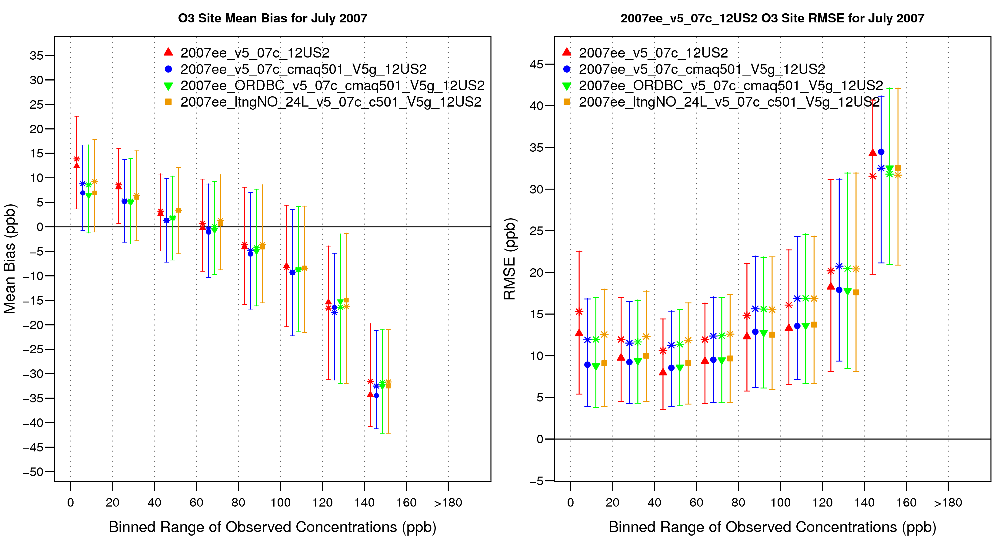 O3 Site Mean Bias for July 2007
2007ee_v5_07c_12US2
2007ee_v5_07c_cmaq501_V5g_12US2
2007ee_ORDBC_v5_07c_cmaq501_V5g_12US2
2007ee_ltngNO_24L_v5_07c_c501_V5g_12US2
Mean Bias (ppb)
35
30
25
20
15
10
5
0
−5
−10
−15
−20
−25
−30
−35
−40
−45
−50
0 20 40 60 80 100 120 140 160 >180
Binned Range of Observed Concentrations (ppb)
2007ee_v5_07c_12US2 O3 Site RMSE for July 2007
2007ee_v5_07c_12US2
2007ee_v5_07c_cmaq501_V5g_12US2
2007ee_ORDBC_v5_07c_cmaq501_V5g_12US2
2007ee_ltngNO_24L_v5_07c_c501_V5g_12US2
RMSE (ppb)
45
40
35
30
25
20
15
10
5
0
−5
0 20 40 60 80 100 120 140 160 >180
Binned Range of Observed Concentrations (ppb)